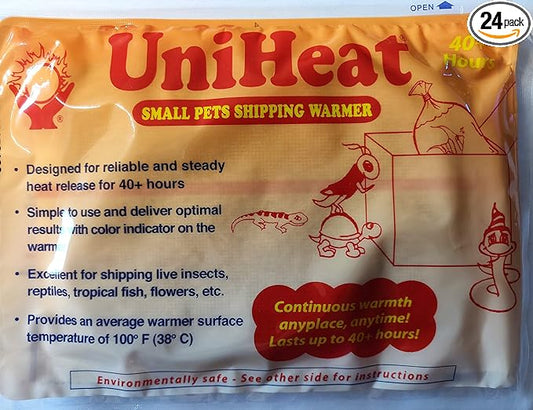 OPEN
24 pack
40+
Hours
UniHeat®
®
SMALL PETS SHIPPING WARMER
• Designed for reliable and steady
heat release for 40+ hours
• Simple to use and deliver optimal
results with color indicator on the
warm
• Excellent for shipping live insects,
reptiles, tropical fish, flowers, etc.
• Provides an average warmer surface
temperature of 100° F (38° C)
Continuous warmth
anyplace, anytime!
Lasts up to 40+ hours!
Environmentally safe - See other side for instructions